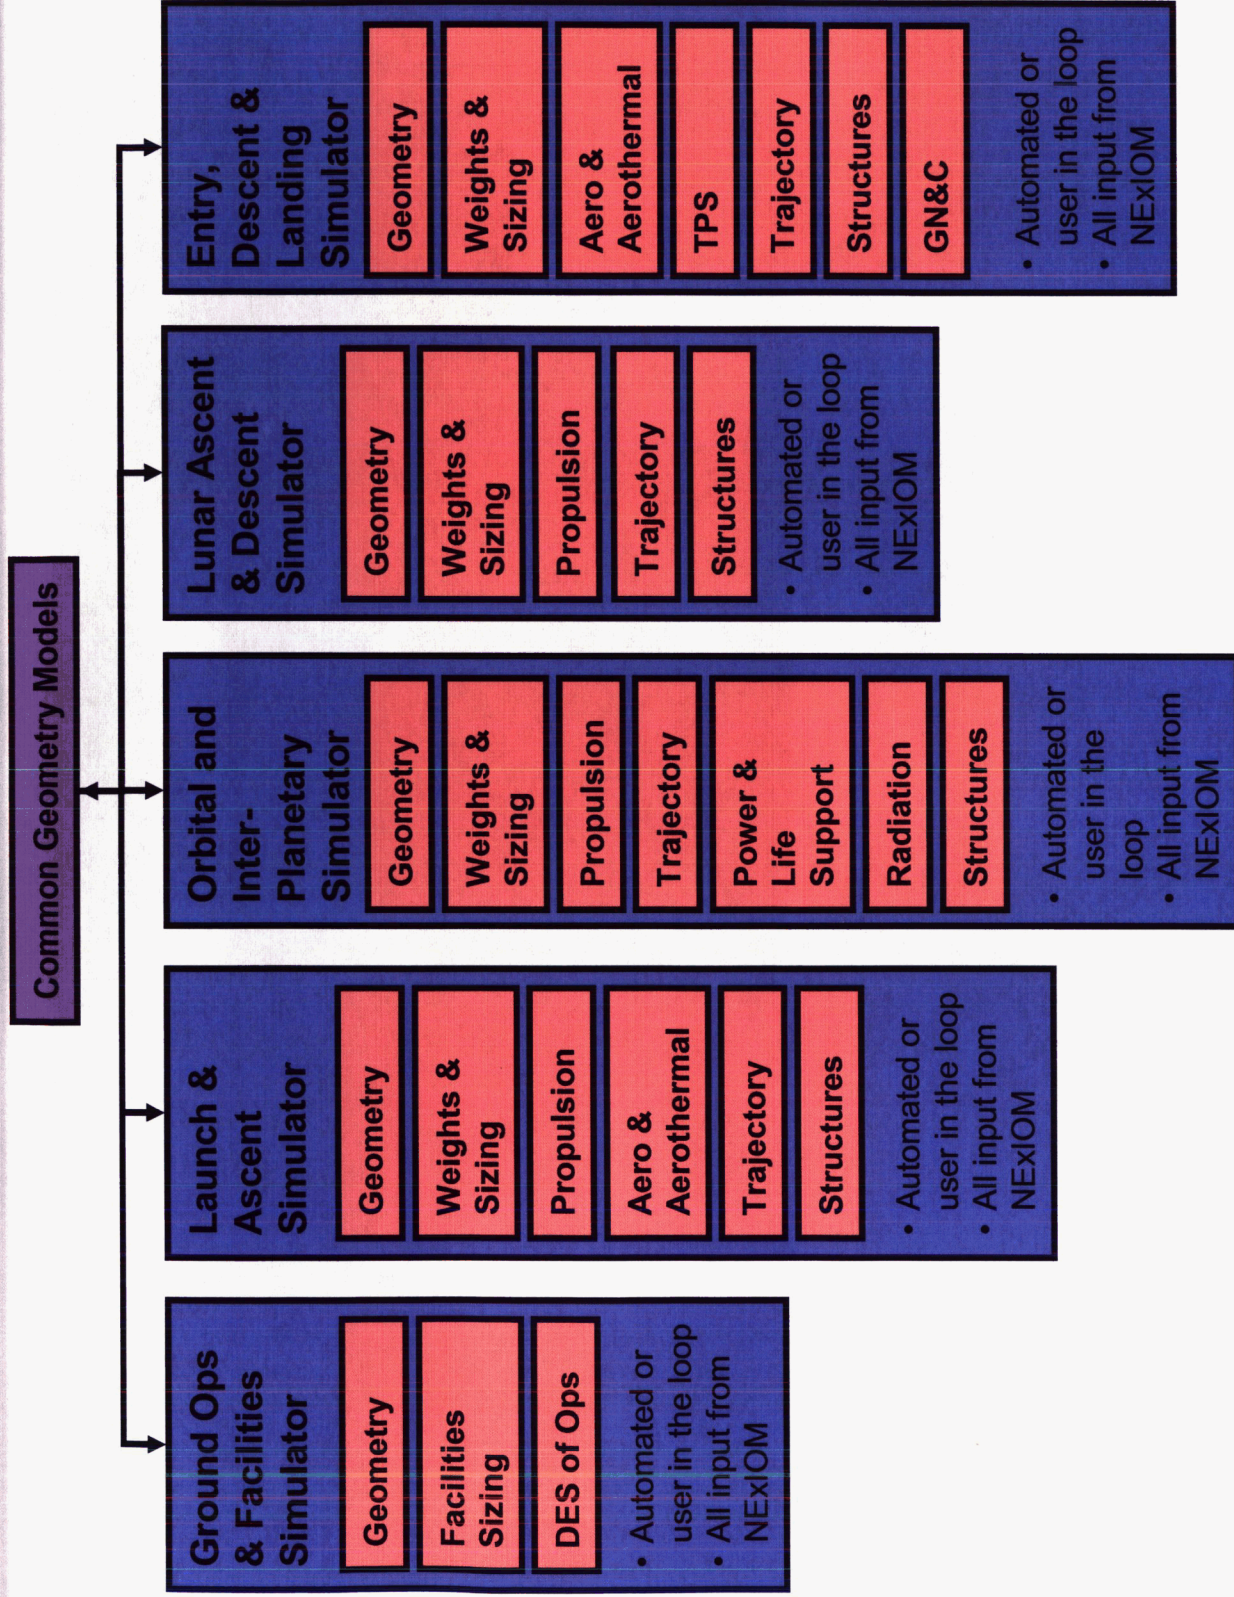 Common Geometry Models
Ground Ops
& Facilities
Simulator
Geometry
Facilities
Sizing
DES of Ops
• Automated or
user in the loop
• All input from
NExIOM
Launch &
Ascent
Simulator
Geometry
Weights &
Sizing
Propulsion
Aero &
Aerothermal
Trajectory
Structures
• Automated or
user in the loop
• All input from
NExIOM
Orbital and
Inter-
Planetary
Simulator
Geometry
Weights &
Sizing
Propulsion
Trajectory
Power &
Life
Support
Radiation
Structures
• Automated or
user in the
loop
• All input from
NExIOM
Lunar Ascent
& Descent
Simulator
Geometry
Weights &
Sizing
Propulsion
Trajectory
Structures
• Automated or
user in the loop
• All input from
NExIOM
Entry,
Descent &
Landing
Simulator
Geometry
Weights &
Sizing
Aero &
Aerothermal
TPS
Trajectory
Structures
GN&C
• Automated or
user in the loop
• All input from
NExIOM